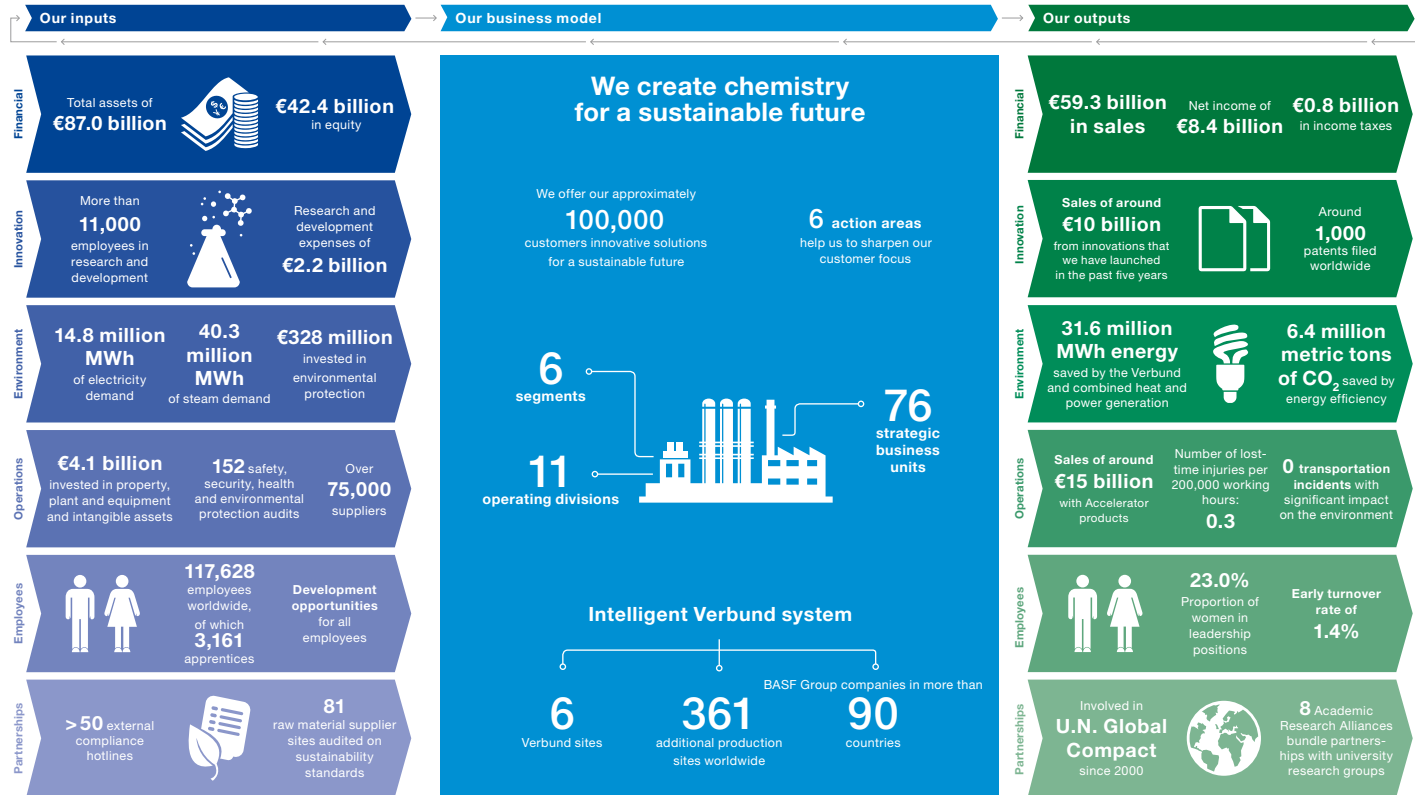 Our inputs
Our business model
Our outputs
Financial
Total assets of
€87.0 billion
€42.4 billion
in equity
Innovation
More than
11,000
employees in
research and
development
Research and
development
expenses of
€2.2 billion
Environment
14.8 million
MWh
of electricity
demand
40.3
million
MWh
of steam demand
€328 million
invested in
environmental
protection
Operations
€4.1 billion
invested in property,
plant and equipment
and intangible assets
152 safety,
security, health
and environmental
protection audits
Over
75,000
suppliers
Employees
117,628
employees
worldwide,
of which
3,161
apprentices
Development
opportunities
for all
employees
Partnerships
>50 external
compliance
hotlines
81
raw material supplier
sites audited on
sustainability
standards
We create chemistry
for a sustainable future
We offer our approximately
100,000
customers innovative solutions
for a sustainable future
6 action areas
help us to sharpen our
customer focus
6
segments
11
operating divisions
76
strategic
business
units
Intelligent Verbund system
6
Verbund sites
361
additional production
sites worldwide
BASF Group companies in more than
90
countries
Financial
€59.3 billion
in sales
Net income of
€8.4 billion
€0.8 billion
in income taxes
Innovation
Sales of around
€10 billion
from innovations that
we have launched
in the past five years
Around
1,000
patents filed
worldwide
Environment
31.6 million
MWh energy
saved by the Verbund
and combined heat and
power generation
6.4 million
metric tons
of CO2 saved by
energy efficiency
Operations
Sales of around
€15 billion
with Accelerator
products
Number of lost-
time injuries per
200,000 working
hours:
0.3
0 transportation
incidents with
significant impact
on the environment
Employees
23.0%
Proportion of
women in
leadership
positions
Early turnover
rate of
1.4%
Partnerships
Involved in
U.N. Global
Compact
since 2000
8 Academic
Research Alliances
bundle partners-
hips with university
research groups